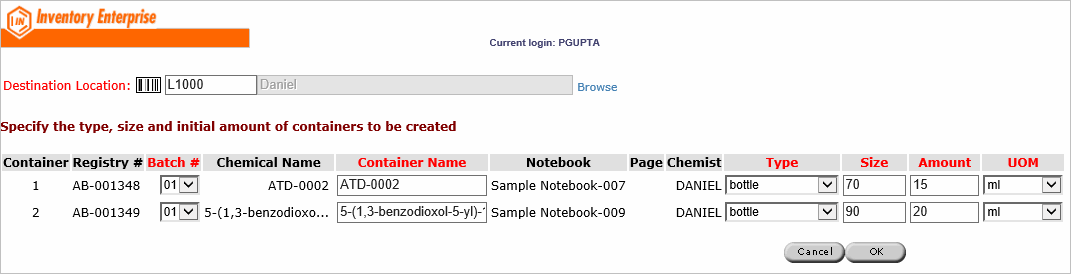 Inventory Enterprise
Current login: PGUPTA
Destination Location: L1000 Daniel Browse
Specify the type, size and initial amount of containers to be created
Container Registry # Batch # Chemical Name Container Name Notebook Page Chemist Type Size Amount UOM
1 AB-001348 01 ATD-0002 ATD-0002 Sample Notebook-007 DANIEL bottle 70 15 ml
2 AB-001349 01 5-(1,3-benzodioxo... 5-(1,3-benzodioxol-5-yl)-1 Sample Notebook-009 DANIEL bottle 90 20 ml
Cancel OK